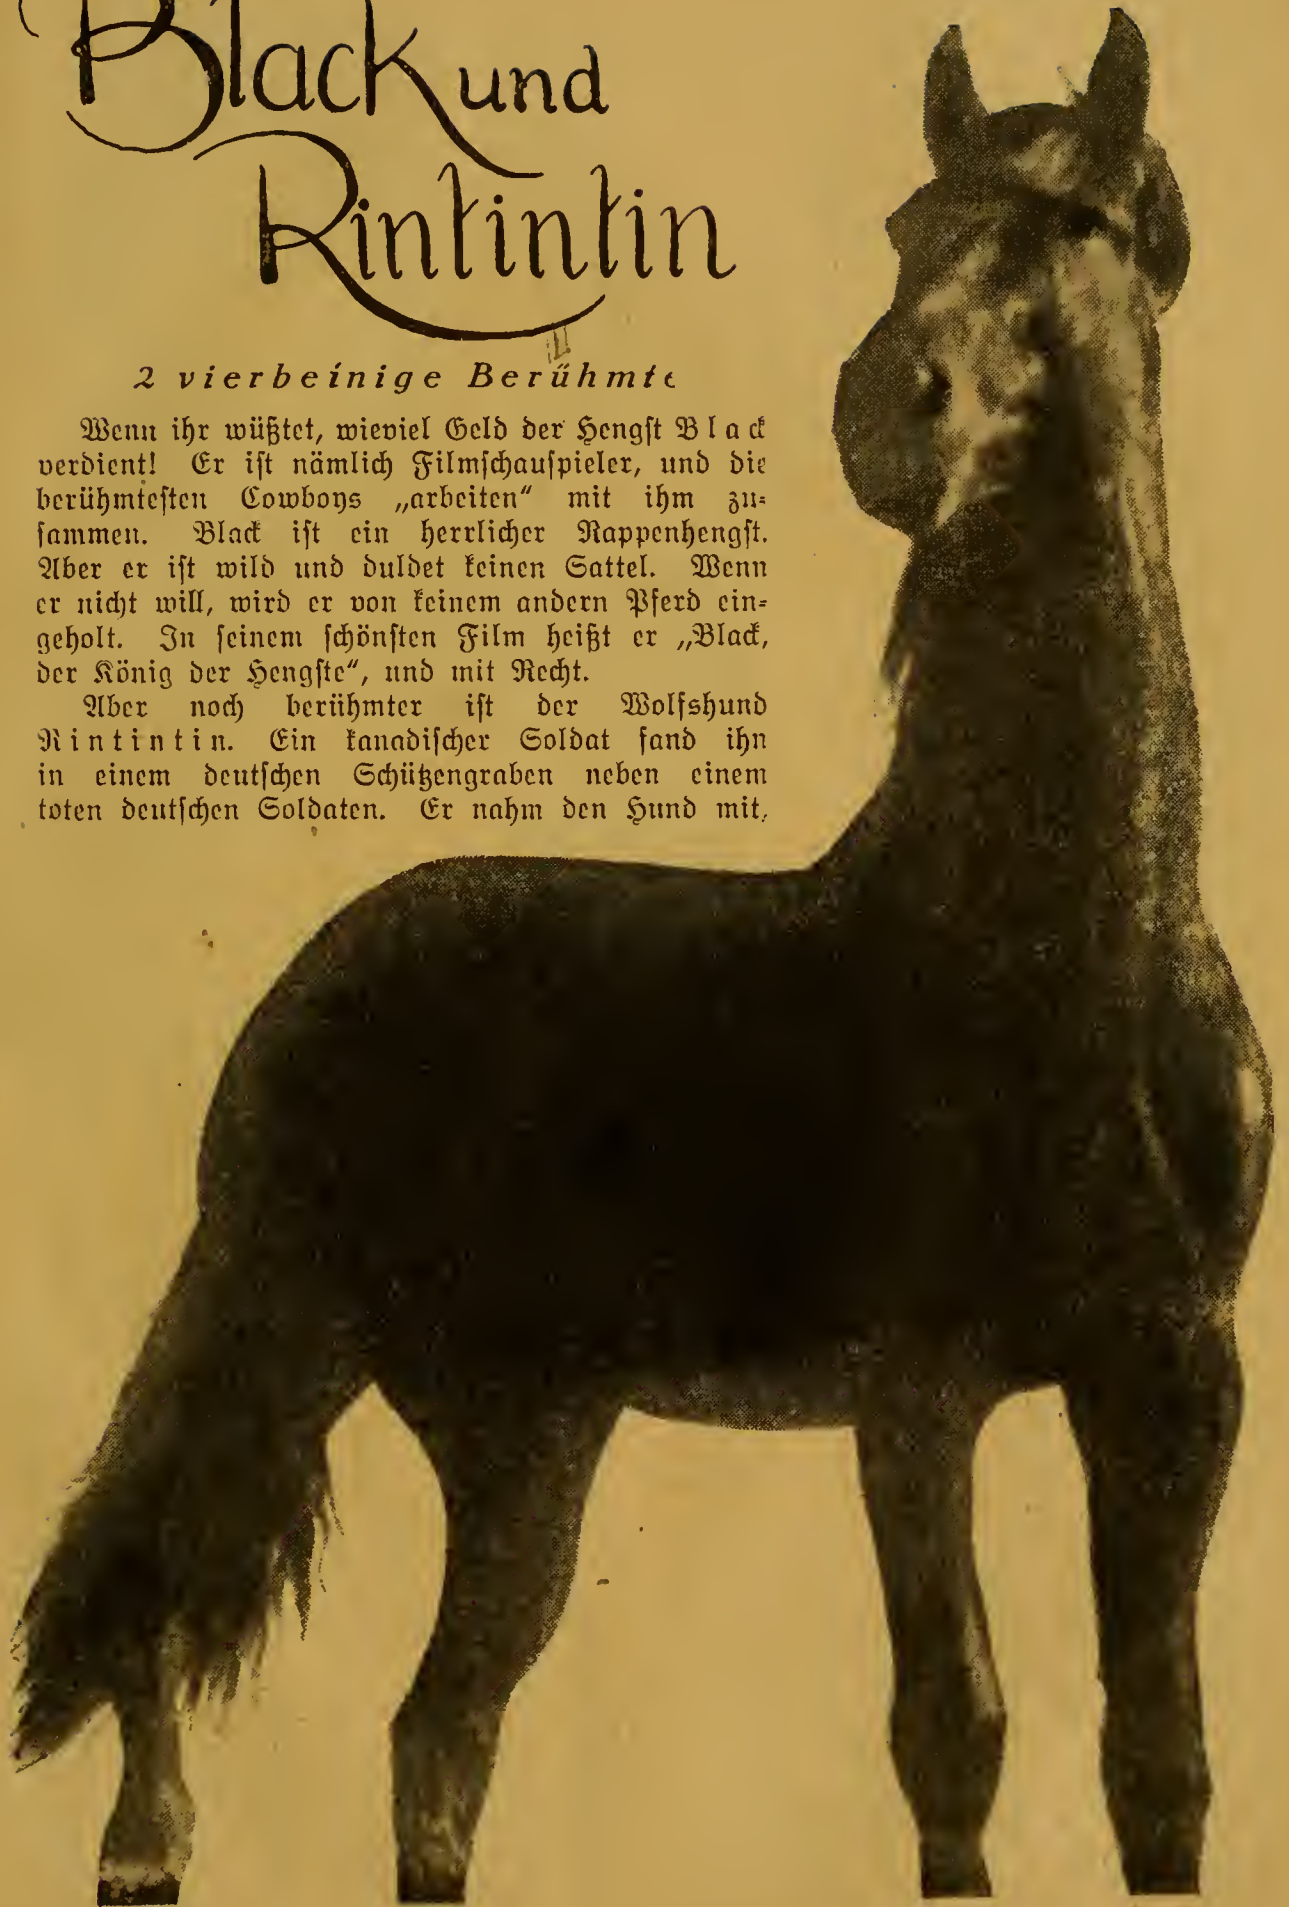 Black und
Rintintin
2 vierbeinige Berühmte
Wenn ihr wüßtet, wieviel Geld der Hengst Black
verdient! Er ist nämlich Filmschauspieler, und die
berühmtesten Cowboys „arbeiten“ mit ihm zu-
sammen. Black ist ein herrlicher Rappenhengst.
Aber er ist wild und duldet keinen Sattel. Wenn
er nicht will, wird er von keinem andern Pferd ein-
geholt. In seinem schönsten Film heißt er „Black,
der König der Hengste“, und mit Recht.
Aber noch berühmter ist der Wolfshund
Rintintin. Ein kanadischer Soldat fand ihn
in einem deutschen Schützengraben neben einem
toten deutschen Soldaten. Er nahm den Hund mit,